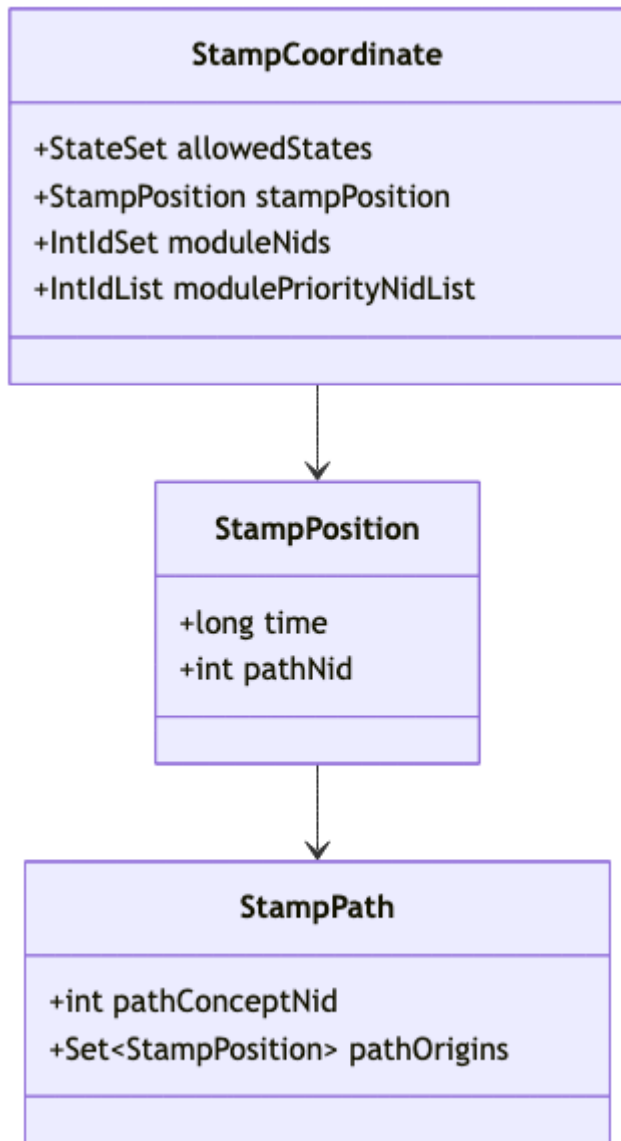 StampCoordinate
+StateSet allowedStates
+StampPosition stampPosition
+IntIdSet moduleNids
+IntIdList modulePriorityNidList
StampPosition
+long time
+int pathNid
StampPath
+int pathConceptNid
+Set<StampPosition> pathOrigins